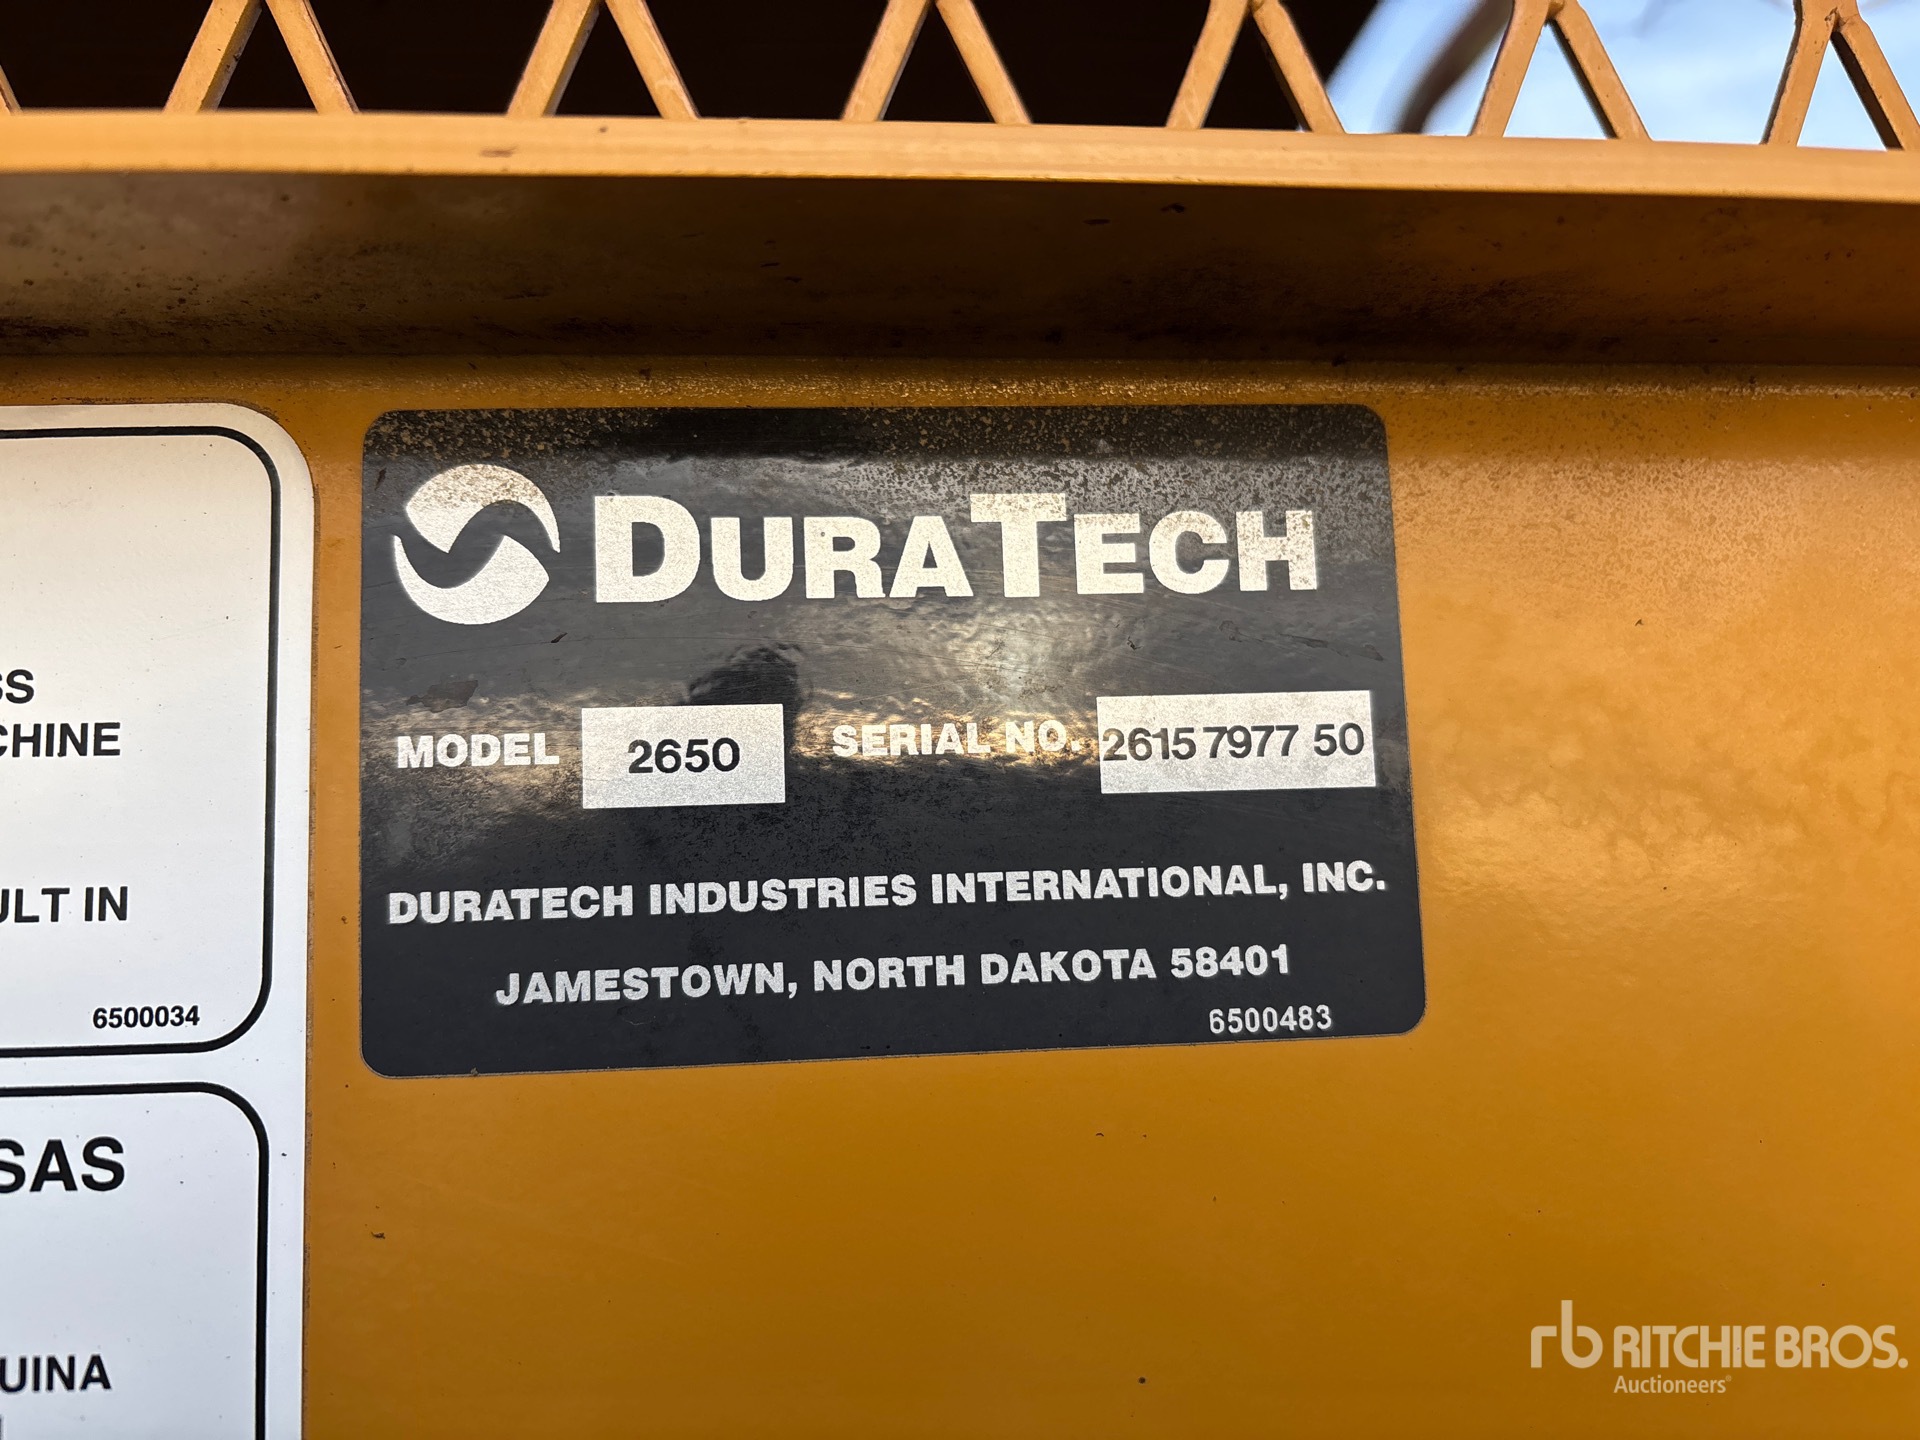 SS
CHINE
ULT IN
6500034
SAS
UINA
DURATECH
MODEL 2650 SERIAL NO. 2615797750
DURATECH INDUSTRIES INTERNATIONAL, INC.
JAMESTOWN, NORTH DAKOTA 58401
6500483
rb RITCHIE BROS.
Auctioneers